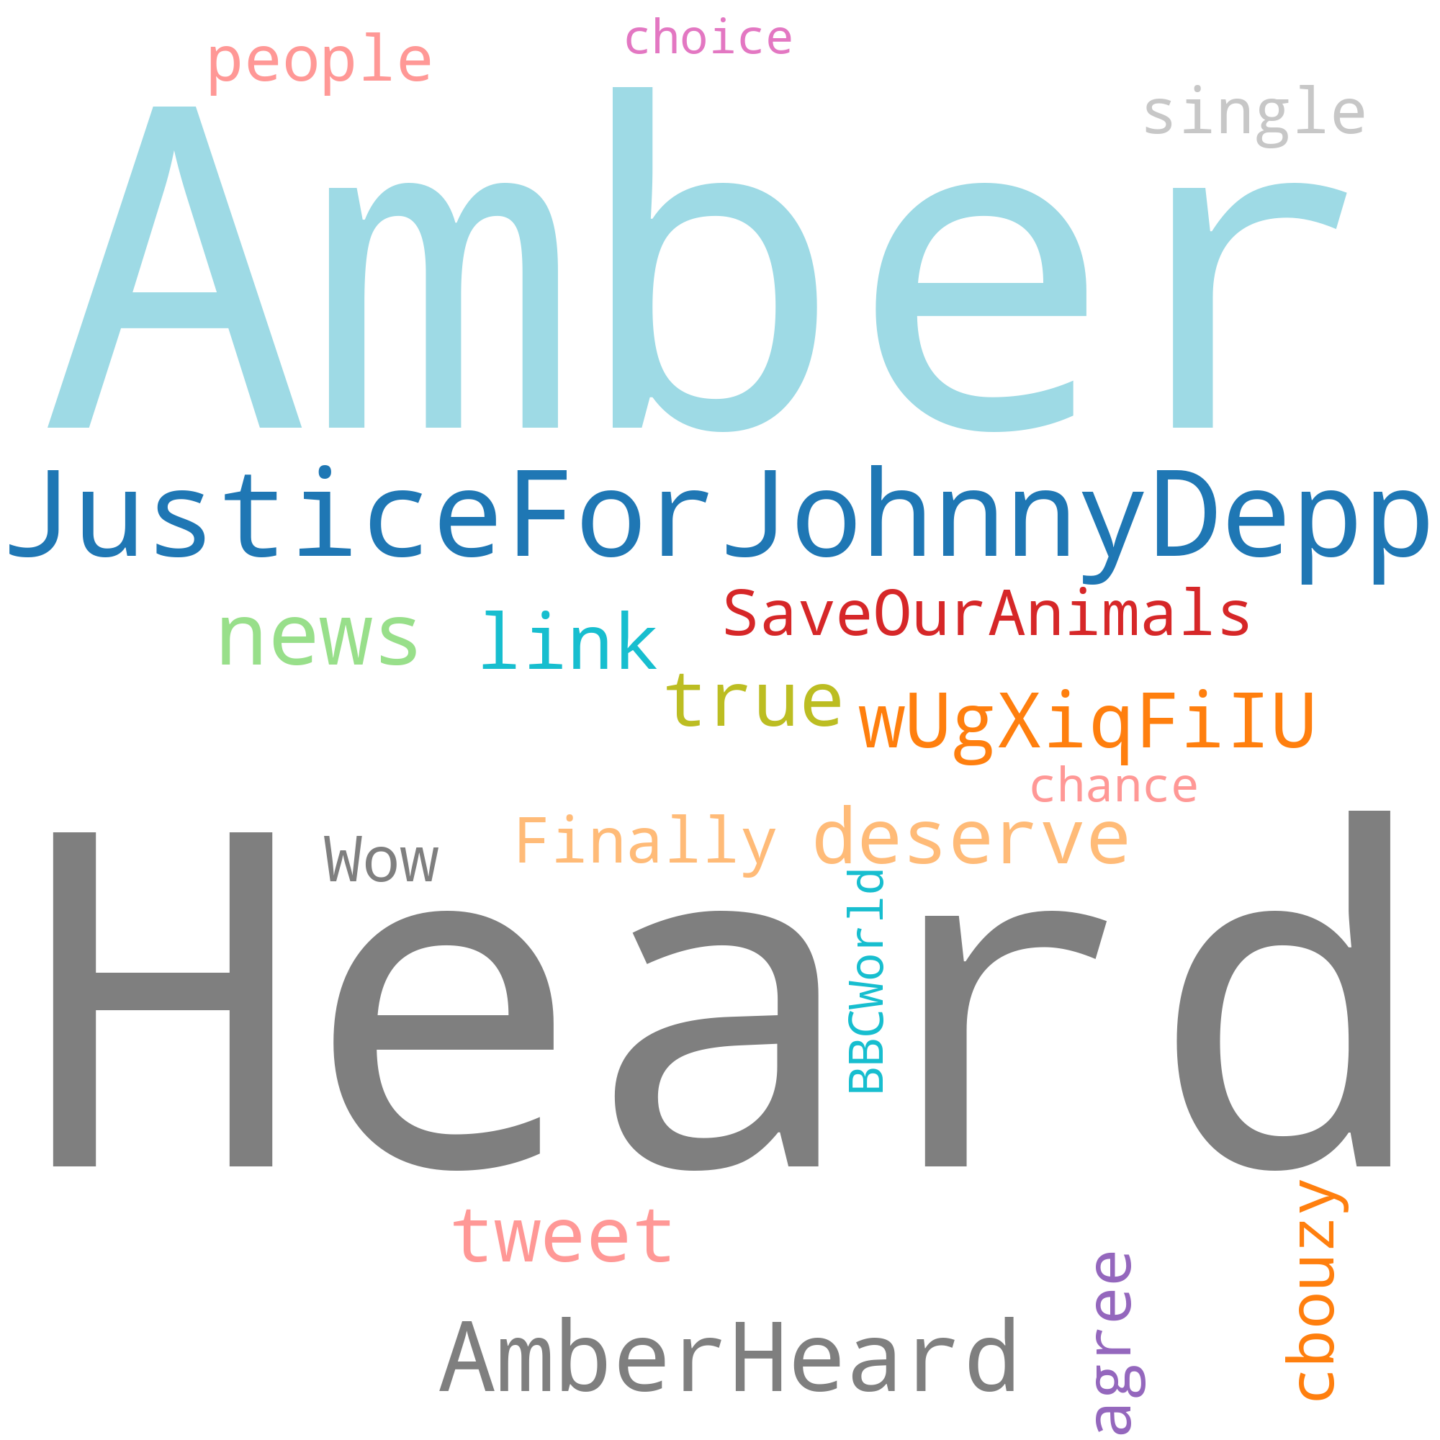 choice
people
single
Amber
JusticeForJohnnyDepp
SaveOurAnimals
news
link
true
wUgXiqFiIU
chance
Finally
deserve
Wow
BBCWorld
Heard
tweet
cbouzy
agree
AmberHeard